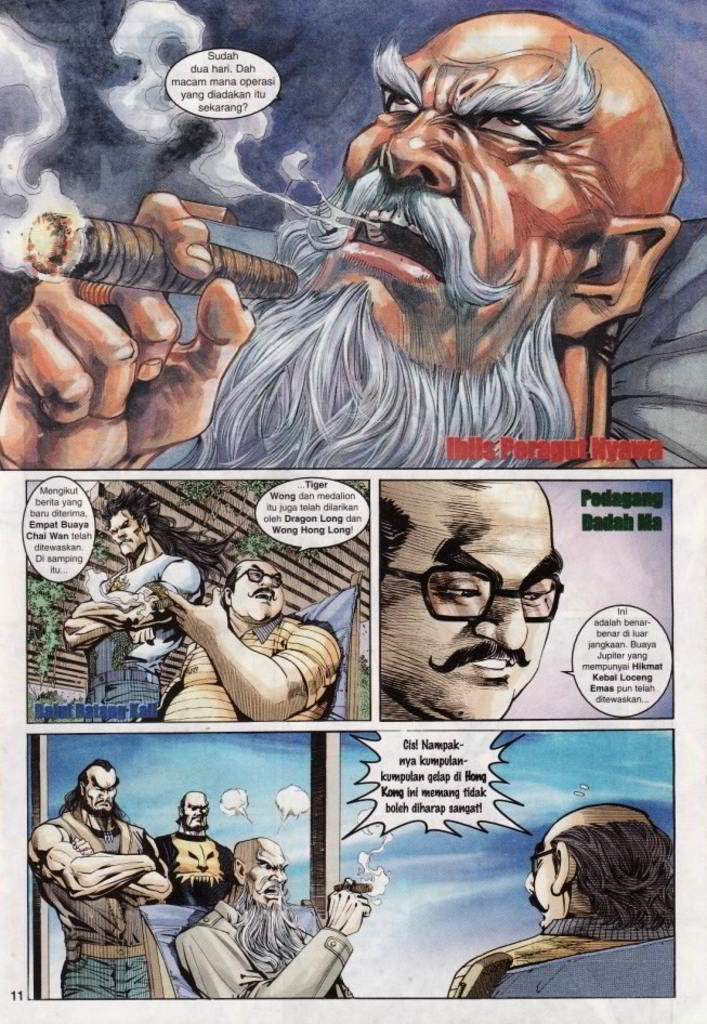 Sudah
dua hari. Dah
macam mana operasi
yang diadakan itu
sekarang?
Iblis Peragut Nyawa
Mengikut
berita yang
baru diterima,
Empat Buaya
Chai Wan telah
ditewaskan.
Di samping
itu...
...Tiger
Wong dan medalion
itu juga telah dilarikan
oleh Dragon Long dan
Wong Hong Long!
Pedagang
Dadah Ma
Ini
adalah benar-
benar di luar
jangkaan. Buaya
Jupiter yang
mempunyai Hikmat
Kebal Loceng
Emas pun telah
ditewaskan...
Cis! Nampak-
nya kumpulan-
kumpulan gelap di Hong
Kong ini memang tidak
boleh diharap sangat!
11